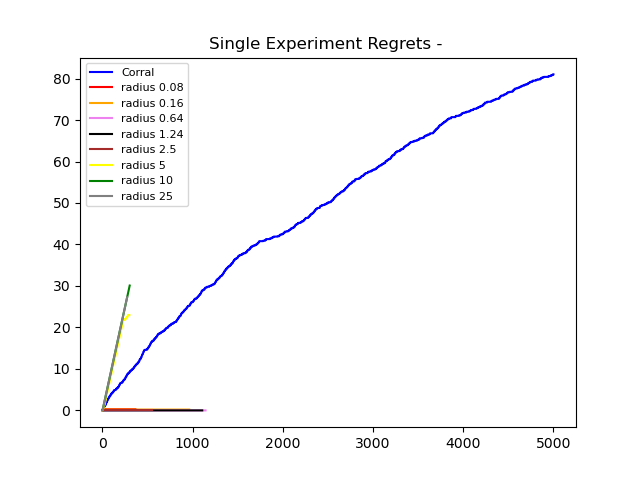 Single Experiment Regrets -
80
70
60
50
40
30
20
10
0
Corral
radius 0.08
radius 0.16
radius 0.64
radius 1.24
radius 2.5
radius 5
radius 10
radius 25
0 1000 2000 3000 4000 5000